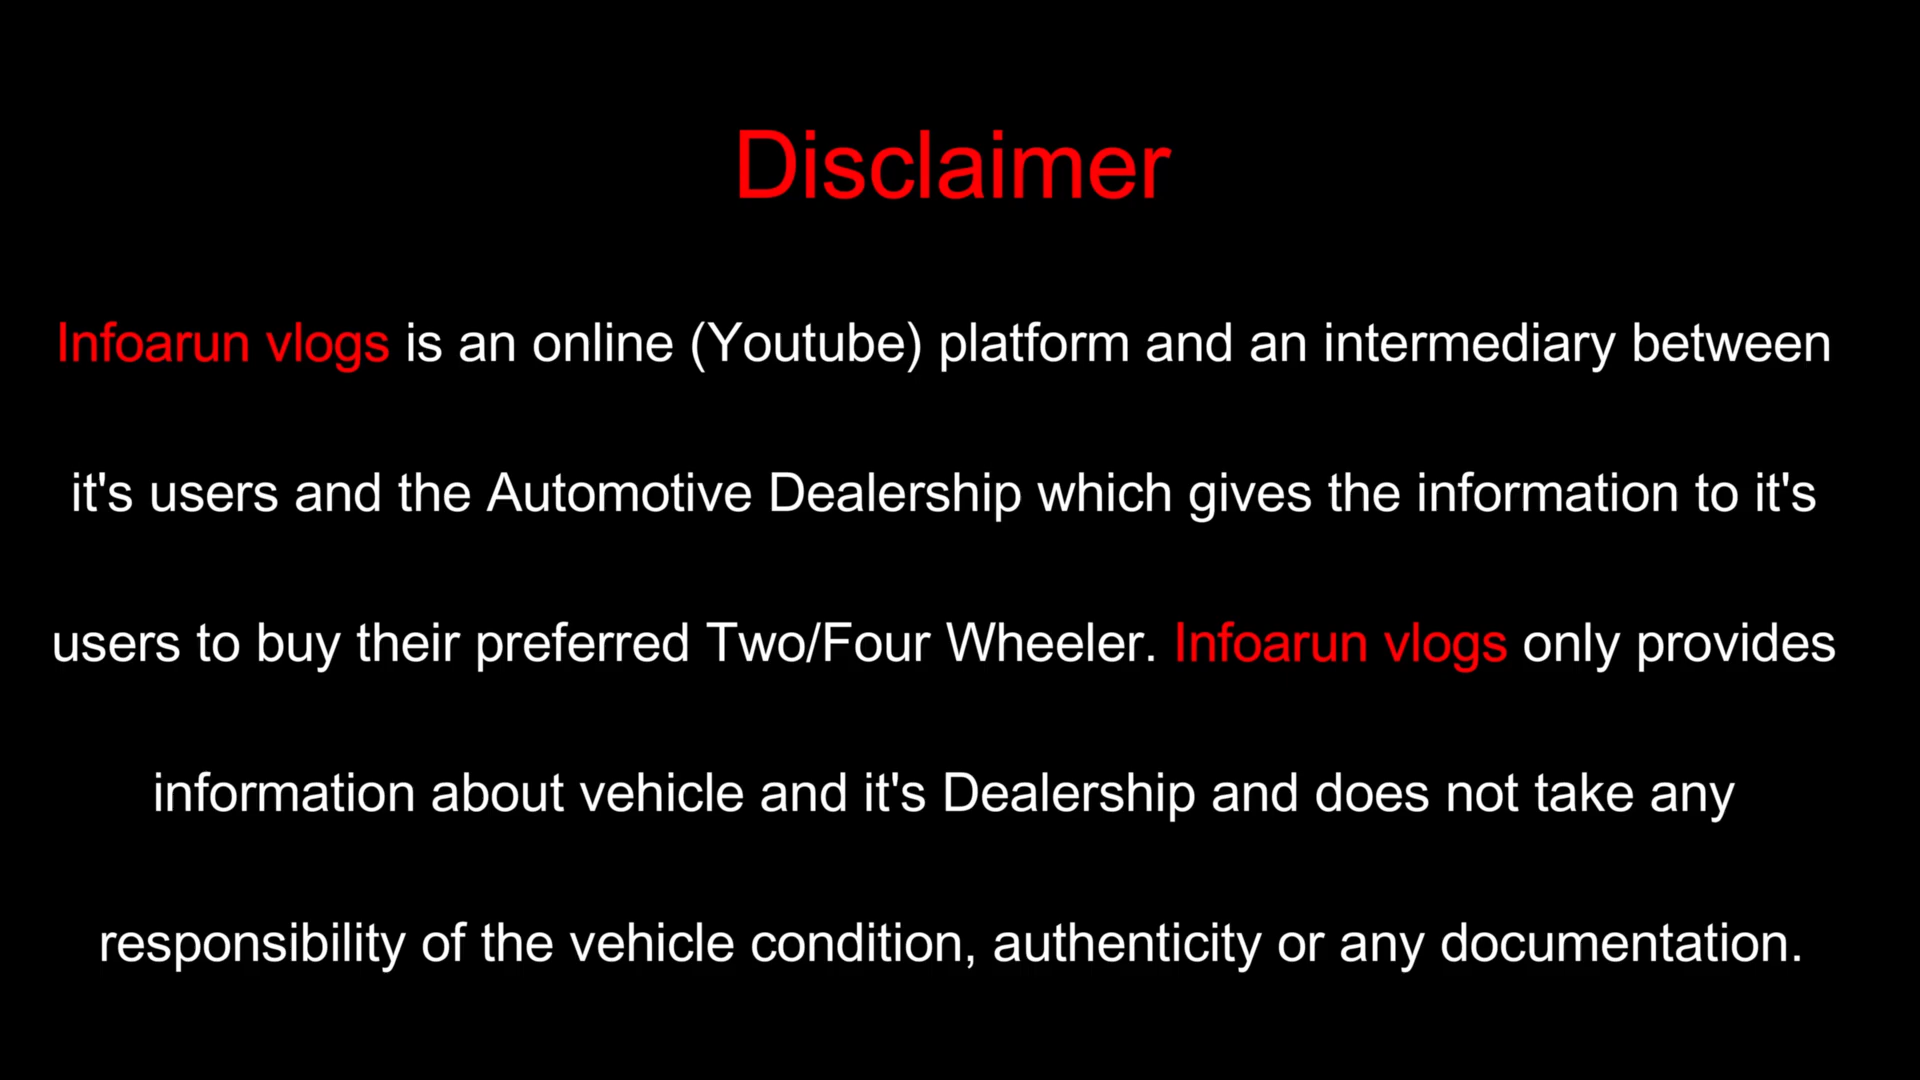 Disclaimer
Infoarun vlogs is an online (Youtube) platform and an intermediary between
it's users and the Automotive Dealership which gives the information to it's
users to buy their preferred Two/Four Wheeler. Infoarun vlogs only provides
information about vehicle and it's Dealership and does not take any
responsibility of the vehicle condition, authenticity or any documentation.